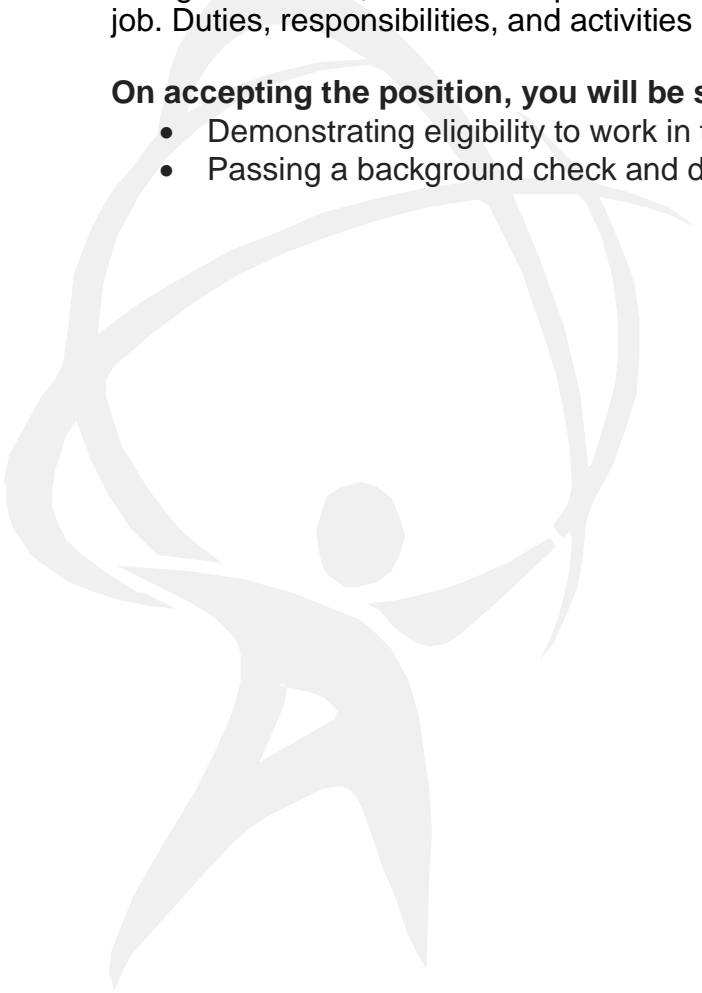 job. Duties, responsibilities, and activities
On accepting the position, you will be
• Demonstrating eligibility to work in
• Passing a background check and